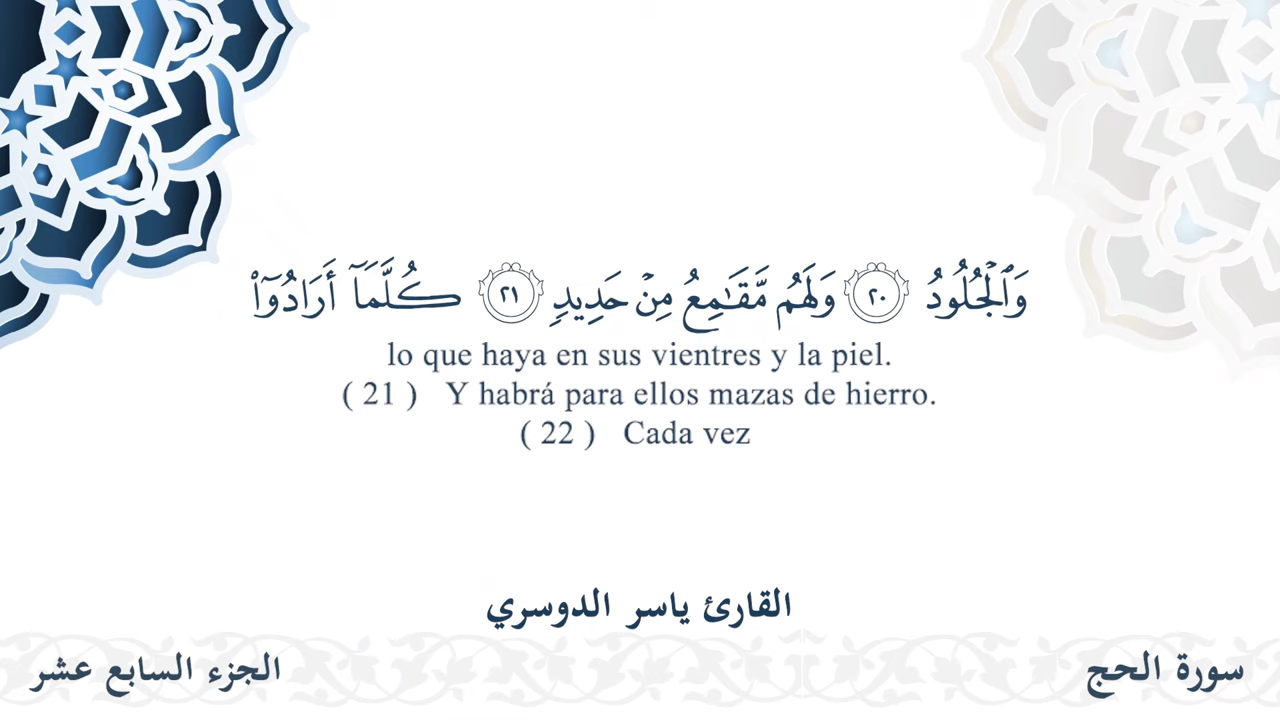 وَٱلْجُلُودُ ٢٠ وَلَهُم مَّقَـٰمِعُ مِنْ حَدِيدٍ ٢١ كُلَّمَآ أَرَادُوٓا۟
lo que haya en sus vientres y la piel.
( 21 ) Y habrá para ellos mazas de hierro.
( 22 ) Cada vez
القارئ ياسر الدوسري
سورة الحج
الجزء السابع عشر